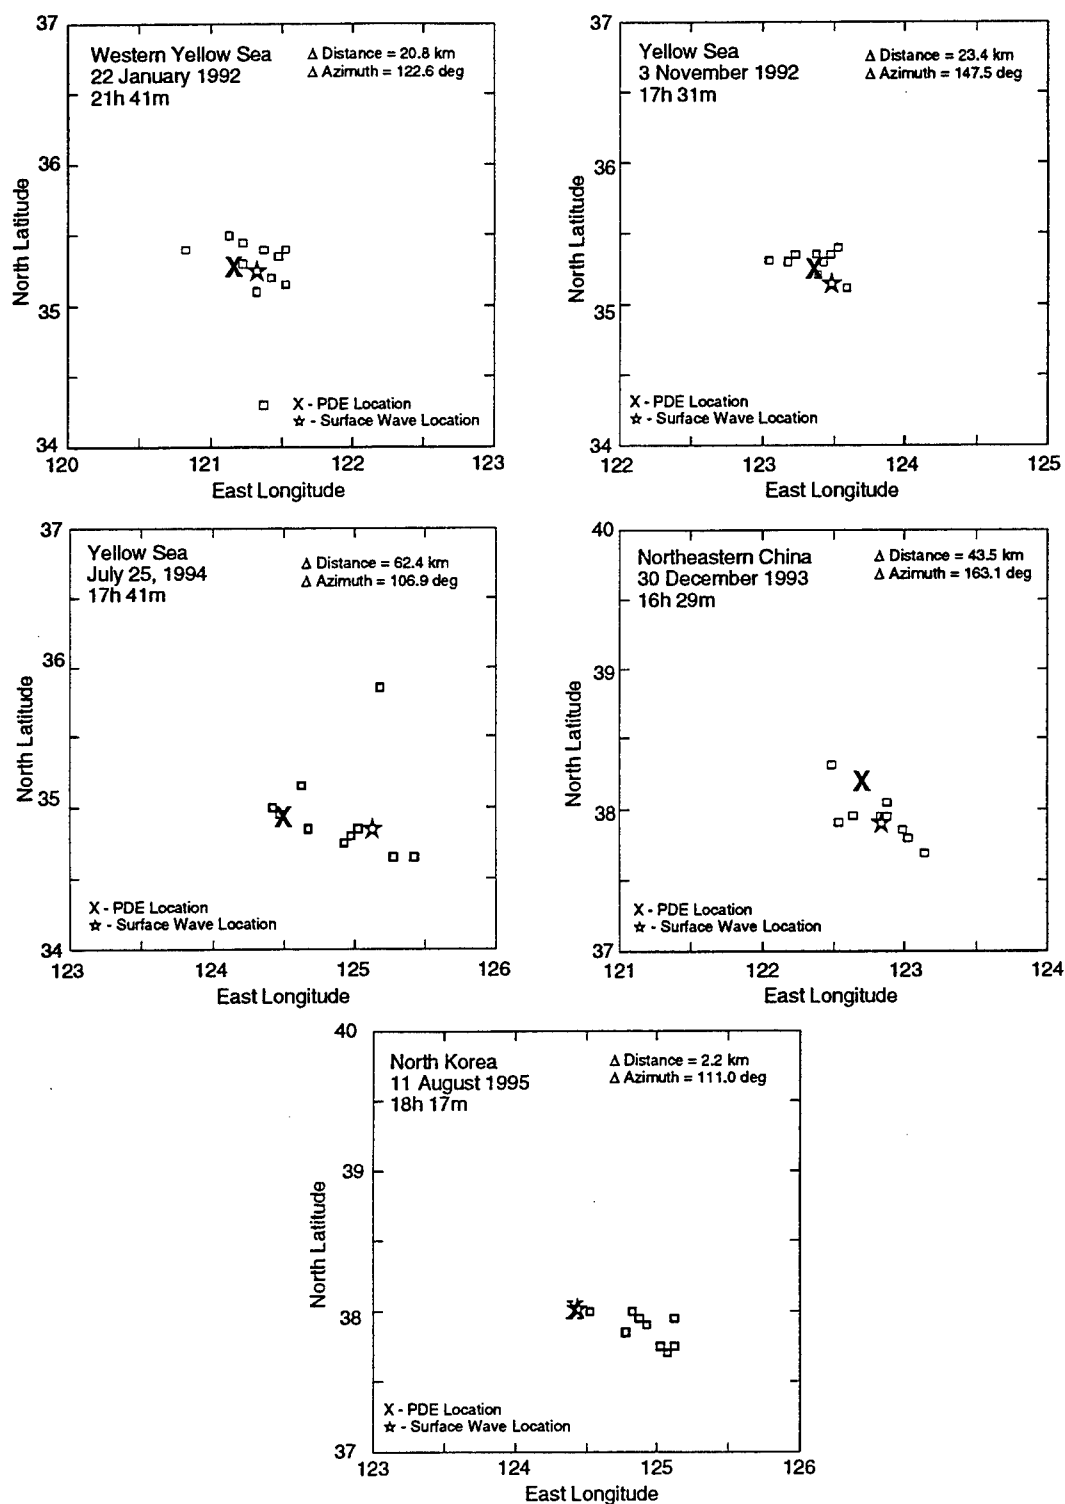 Western Yellow Sea
22 January 1992
21h 41m
Δ Distance = 20.8 km
Δ Azimuth = 122.6 deg
37
36
35
34
North Latitude
X - PDE Location
☆ - Surface Wave Location
120 121 122 123
East Longitude
Yellow Sea
3 November 1992
17h 31m
Δ Distance = 23.4 km
Δ Azimuth = 147.5 deg
37
36
35
34
North Latitude
X - PDE Location
☆ - Surface Wave Location
122 123 124 125
East Longitude
Yellow Sea
July 25, 1994
17h 41m
Δ Distance = 62.4 km
Δ Azimuth = 106.9 deg
37
36
35
34
North Latitude
X - PDE Location
☆ - Surface Wave Location
123 124 125 126
East Longitude
Northeastern China
30 December 1993
16h 29m
Δ Distance = 43.5 km
Δ Azimuth = 163.1 deg
40
39
38
37
North Latitude
X - PDE Location
☆ - Surface Wave Location
121 122 123 124
East Longitude
North Korea
11 August 1995
18h 17m
Δ Distance = 2.2 km
Δ Azimuth = 111.0 deg
40
39
38
37
North Latitude
X - PDE Location
☆ - Surface Wave Location
123 124 125 126
East Longitude